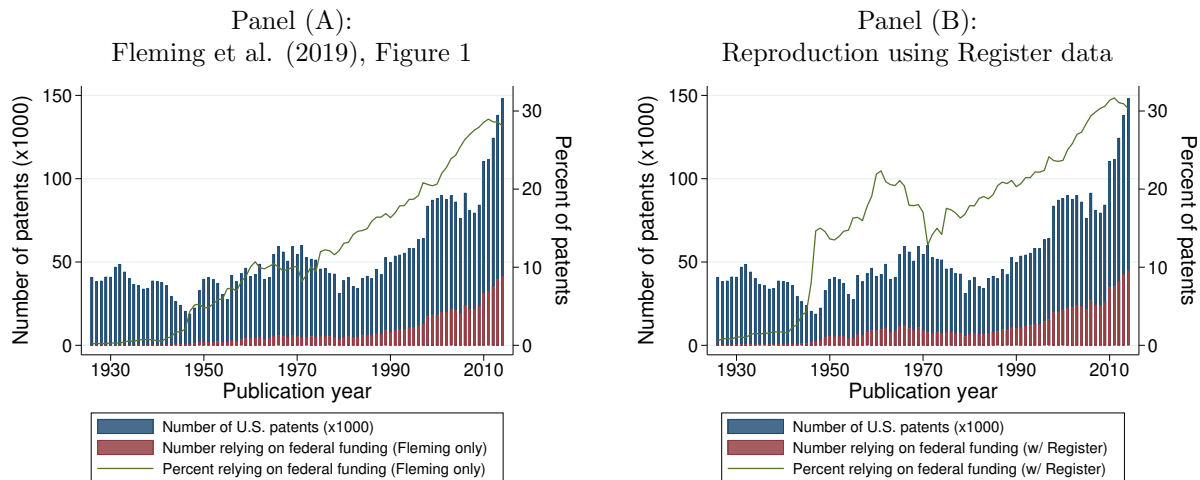 Panel (A):
Fleming et al. (2019), Figure 1
Number of patents (x1000)
150
100
50
0
30
20
10
0
Percent of patents
1930
1950
1970
1990
2010
Publication year
Number of U.S. patents (x1000)
Number relying on federal funding (Fleming only)
Percent relying on federal funding (Fleming only)
Panel (B):
Reproduction using Register data
Number of patents (x1000)
150
100
50
0
30
20
10
0
Percent of patents
1930
1950
1970
1990
2010
Publication year
Number of U.S. patents (x1000)
Number relying on federal funding (w/ Register)
Percent relying on federal funding (w/ Register)